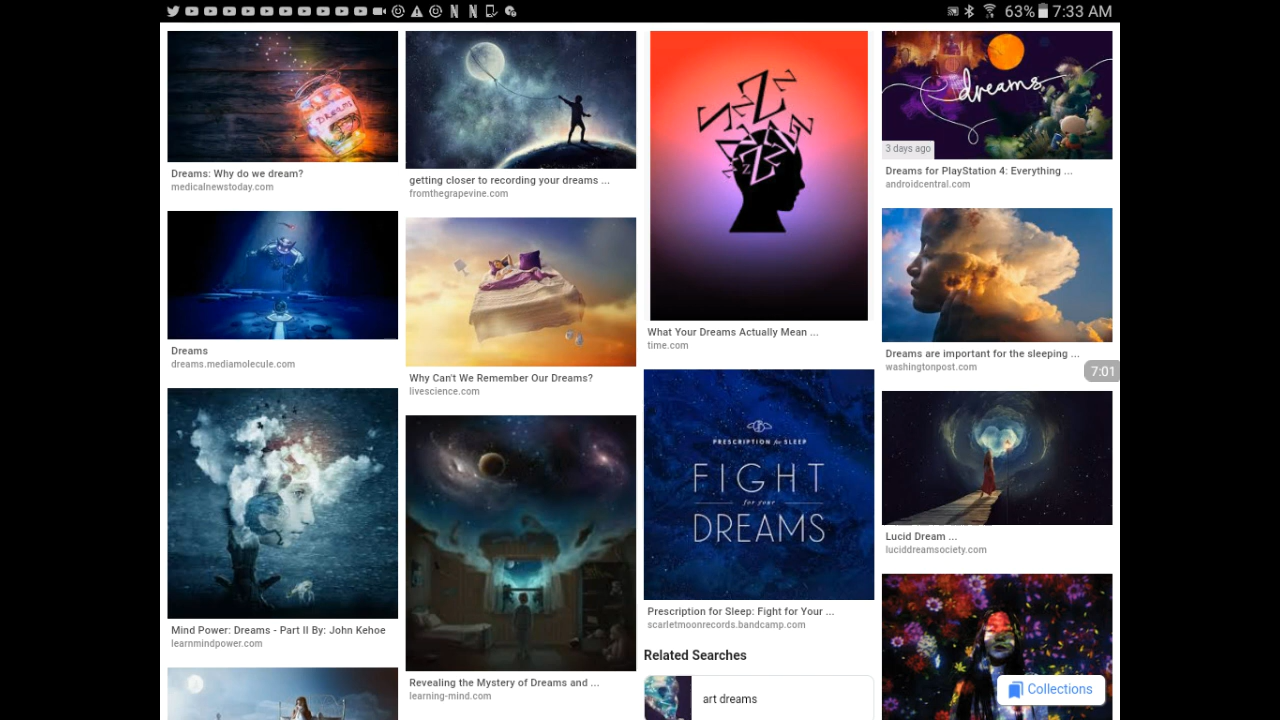 63% 7:33 AM
Dreams
Dreams: Why do we dream?
medicalnewstoday.com
Dreams
dreams.mediamolecule.com
Mind Power: Dreams - Part II By: John Kehoe
learnmindpower.com
getting closer to recording your dreams ...
fromthegrapevine.com
Why Can't We Remember Our Dreams?
livescience.com
Revealing the Mystery of Dreams and ...
learning-mind.com
Z Z Z Z Z Z
What Your Dreams Actually Mean ...
time.com
PRESCRIPTION for SLEEP
FIGHT
for your
DREAMS
Prescription for Sleep: Fight for Your ...
scarletmoonrecords.bandcamp.com
Related Searches
art dreams
dreams
3 days ago
Dreams for PlayStation 4: Everything ...
androidcentral.com
Dreams are important for the sleeping ...
washingtonpost.com
7:01
Lucid Dream ...
luciddreamsociety.com
Collections